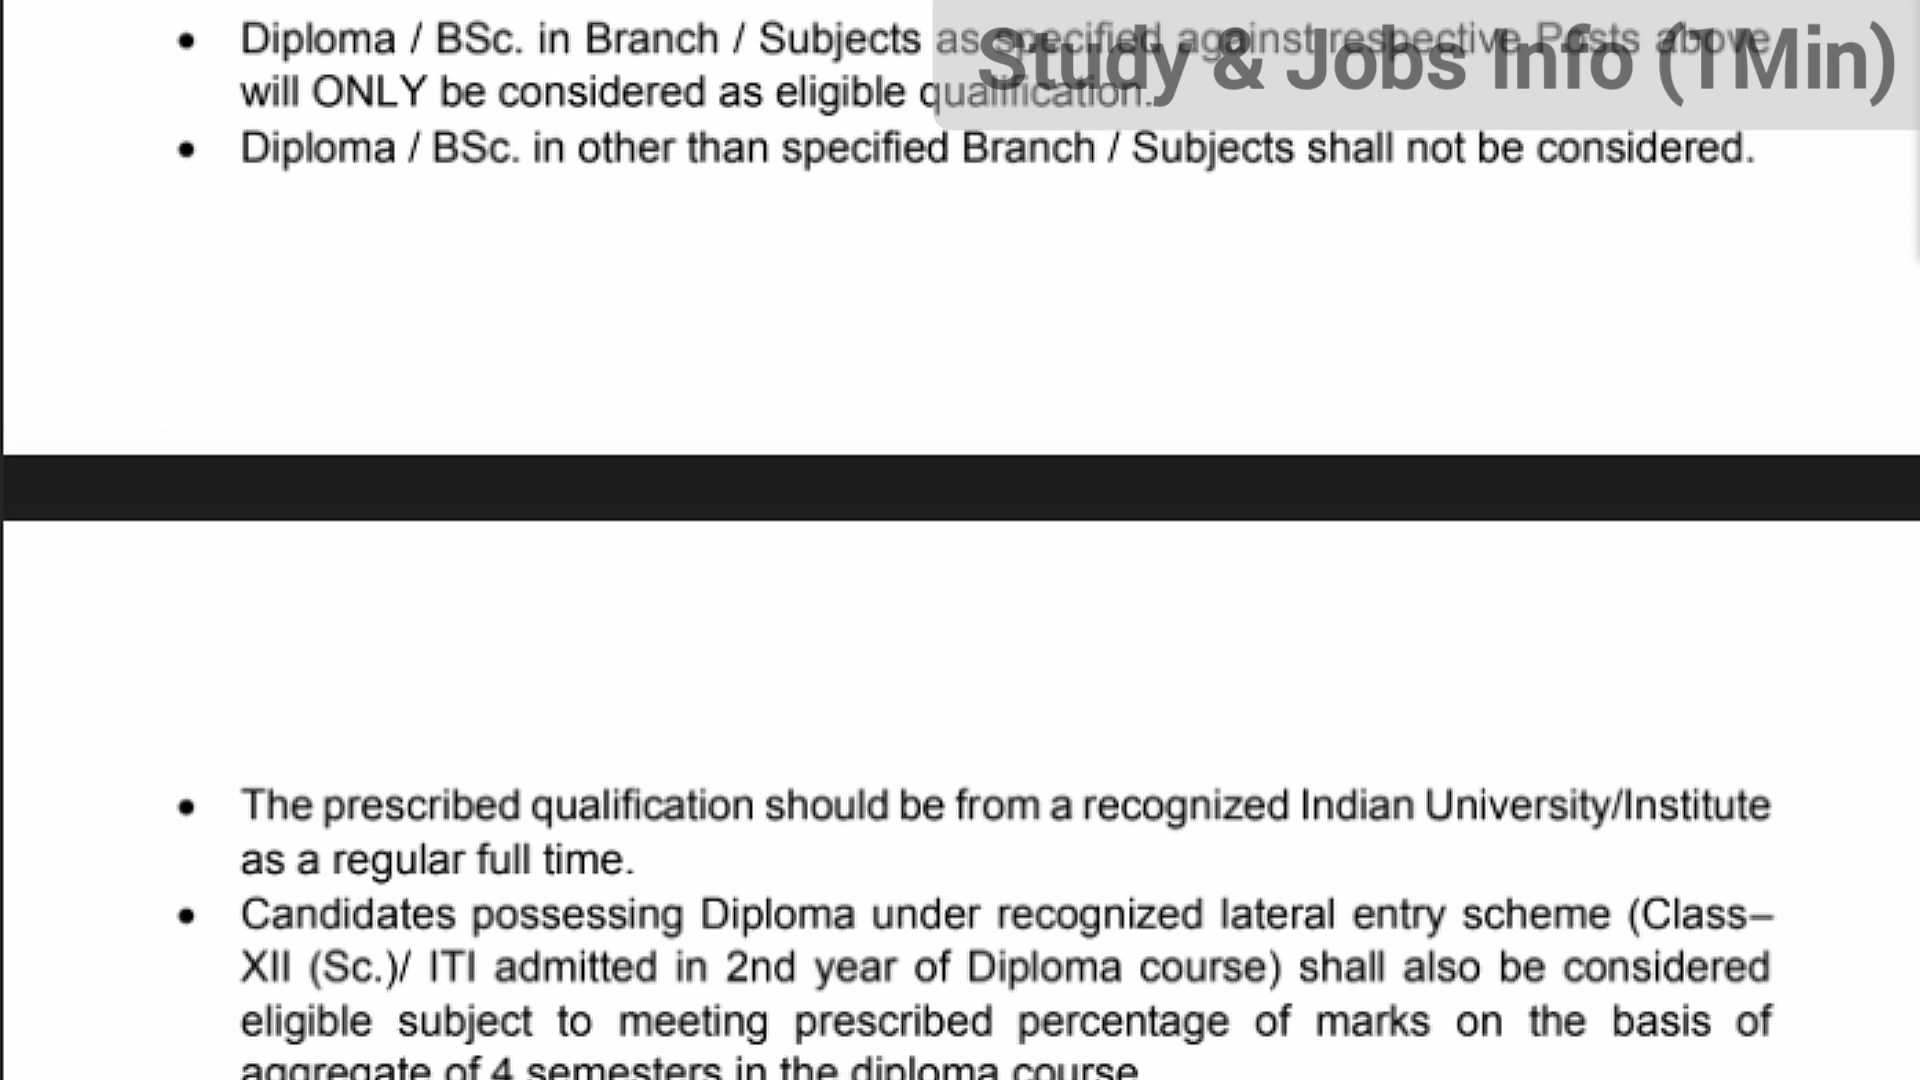 Study & Jobs Info (TMin)
• Diploma / BSc. in Branch / Subjects as specified against respective Posts above
will ONLY be considered as eligible qualification.
• Diploma / BSc. in other than specified Branch / Subjects shall not be considered.
• The prescribed qualification should be from a recognized Indian University/Institute
as a regular full time.
• Candidates possessing Diploma under recognized lateral entry scheme (Class–
XII (Sc.)/ ITI admitted in 2nd year of Diploma course) shall also be considered
eligible subject to meeting prescribed percentage of marks on the basis of
aggregate of 4 semesters in the diploma course.